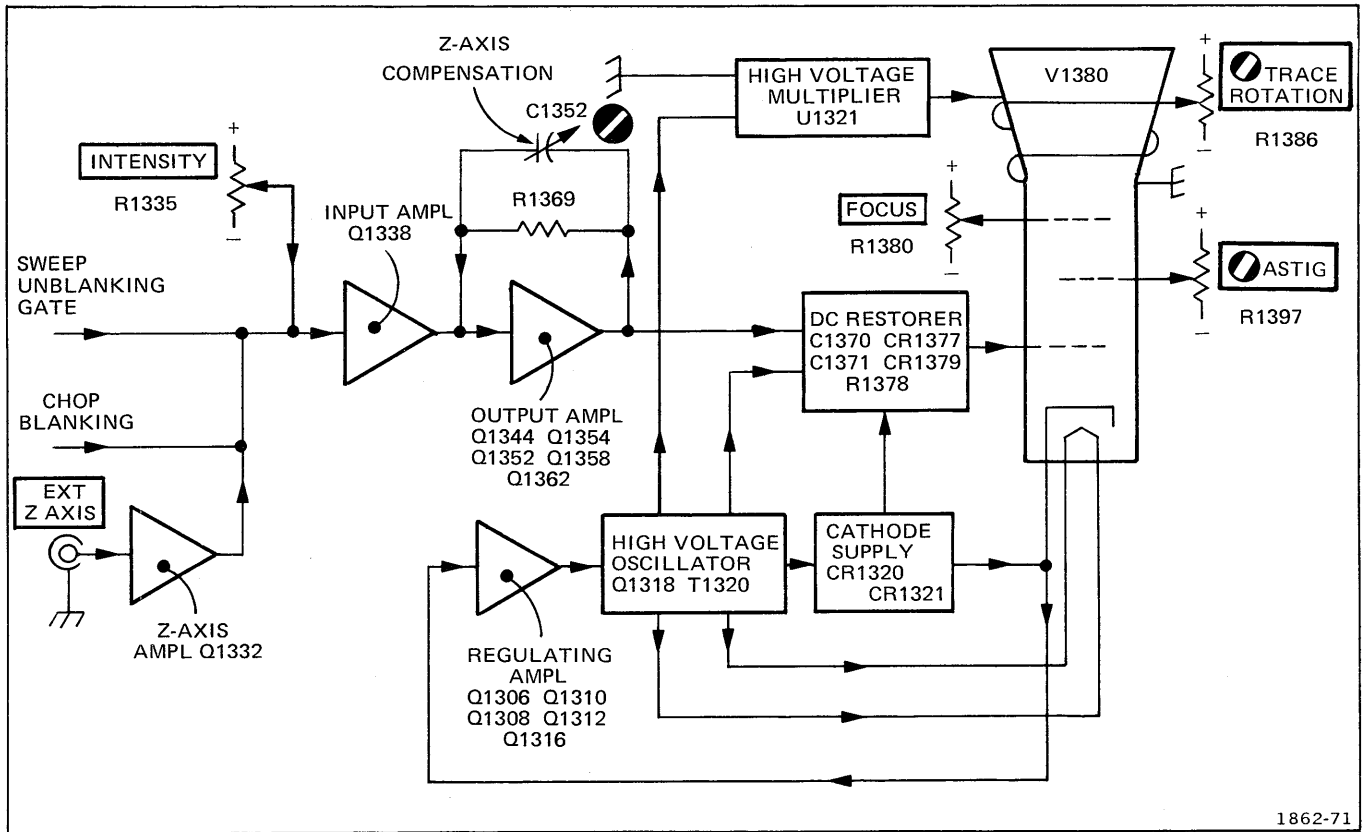 Z-AXIS
COMPENSATION
C1352
+
INTENSITY
R1335
–
INPUT AMPL
Q1338
R1369
HIGH VOLTAGE
MULTIPLIER
U1321
V1380
+
TRACE
ROTATION
R1386
–
+
FOCUS
R1380
–
+
ASTIG
R1397
–
SWEEP
UNBLANKING
GATE
CHOP
BLANKING
EXT
Z AXIS
Z-AXIS
AMPL Q1332
OUTPUT AMPL
Q1344 Q1354
Q1352 Q1358
Q1362
DC RESTORER
C1370 CR1377
C1371 CR1379
R1378
REGULATING
AMPL
Q1306 Q1310
Q1308 Q1312
Q1316
HIGH VOLTAGE
OSCILLATOR
Q1318 T1320
CATHODE
SUPPLY
CR1320
CR1321
1862-71